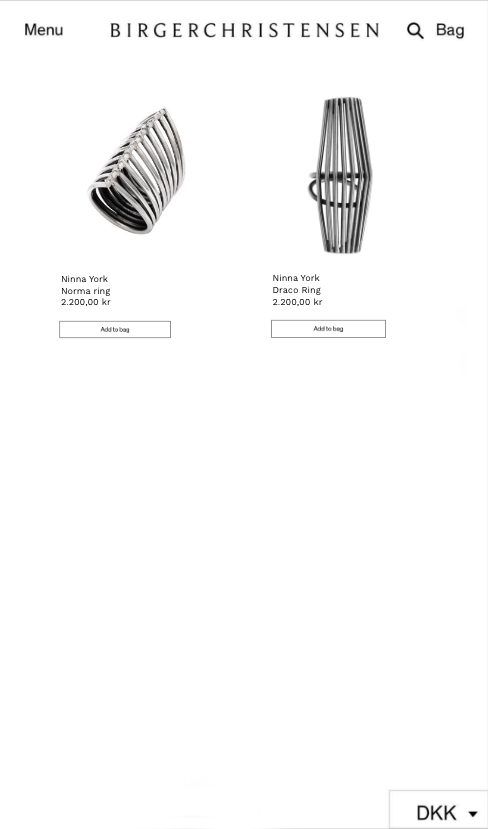 Menu
BIRGERCHRISTENSEN
Bag
Ninna York
Norma ring
2.200,00 kr
Add to bag
Ninna York
Draco Ring
2.200,00 kr
Add to bag
DKK